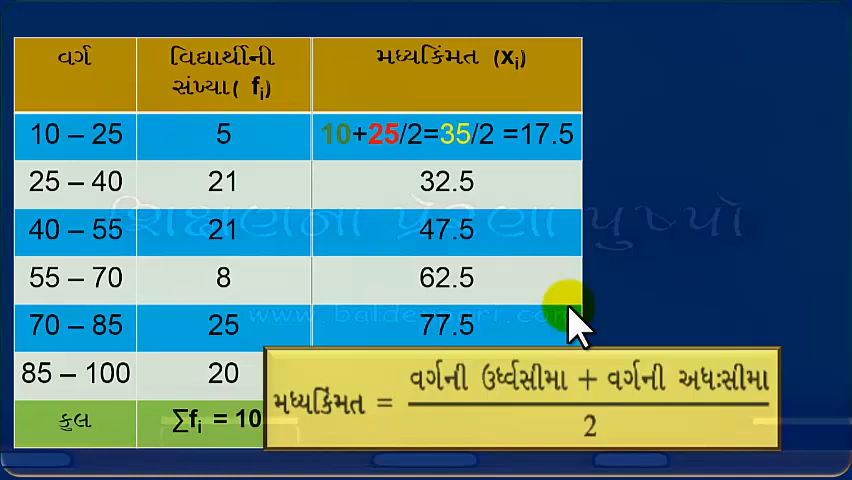 વર્ગ વિદ્યાર્થીની સંખ્યા( fi) મધ્યકિંમત (xi)
10 – 25 5 10+25/2=35/2 =17.5
25 – 40 21 32.5
શિક્ષણના પ્રેરણા પુષ્પો
40 – 55 21 47.5
55 – 70 8 62.5
70 – 85 25 77.5
85 – 100 20
કુલ ∑fi = 10
મધ્યકિંમત = વર્ગની ઉર્ધ્વસીમા + વર્ગની અધઃસીમા
2